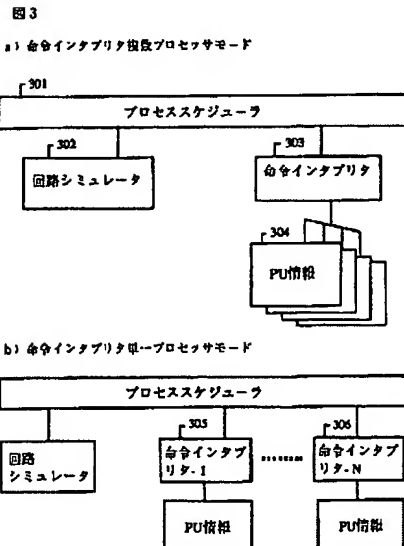 図3
a) 命令インタプリタ複数プロセッサモード
301
プロセススケジューラ
302
303
回路シミュレータ
命令インタプリタ
304
PU情報
b) 命令インタプリタ単一プロセッサモード
プロセススケジューラ
305
306
回路
シミュレータ
命令インタプ
リタ-1
命令インタプ
リタ-N
PU情報
PU情報